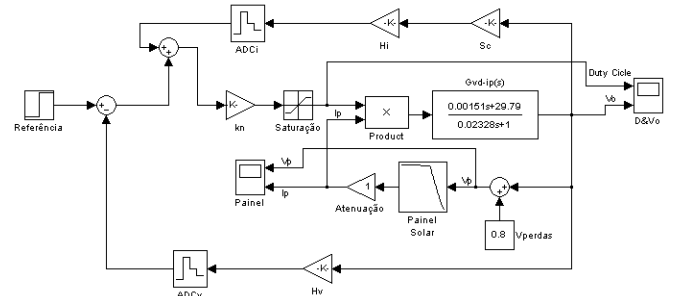 ADCi
-K-
Hi
-K-
Sc
Referência
K-
kn
Saturação
Ip
Product
Gvd-ip(s)
0.00151s+29.79
0.02328s+1
Duty Cicle
Vo
D&Vo
Painel
Vp
Ip
1
Atenuação
Painel
Solar
Vp
0.8
Vperdas
ADCv
-K-
Hv